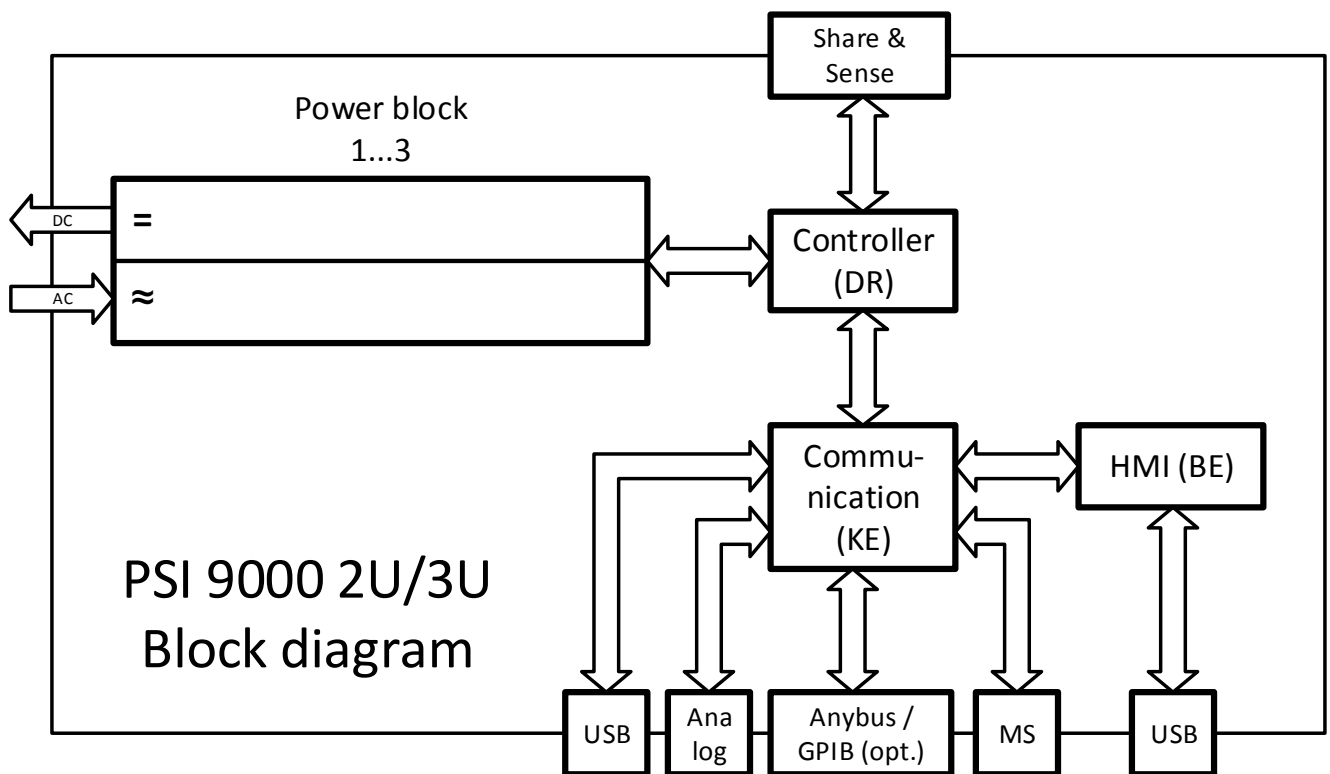 Share &
Sense
Power block
1...3
DC
=
Controller
(DR)
AC
≈
Commu-
nication
(KE)
HMI (BE)
PSI 9000 2U/3U
Block diagram
USB
Ana
log
Anybus /
GPIB (opt.)
MS
USB